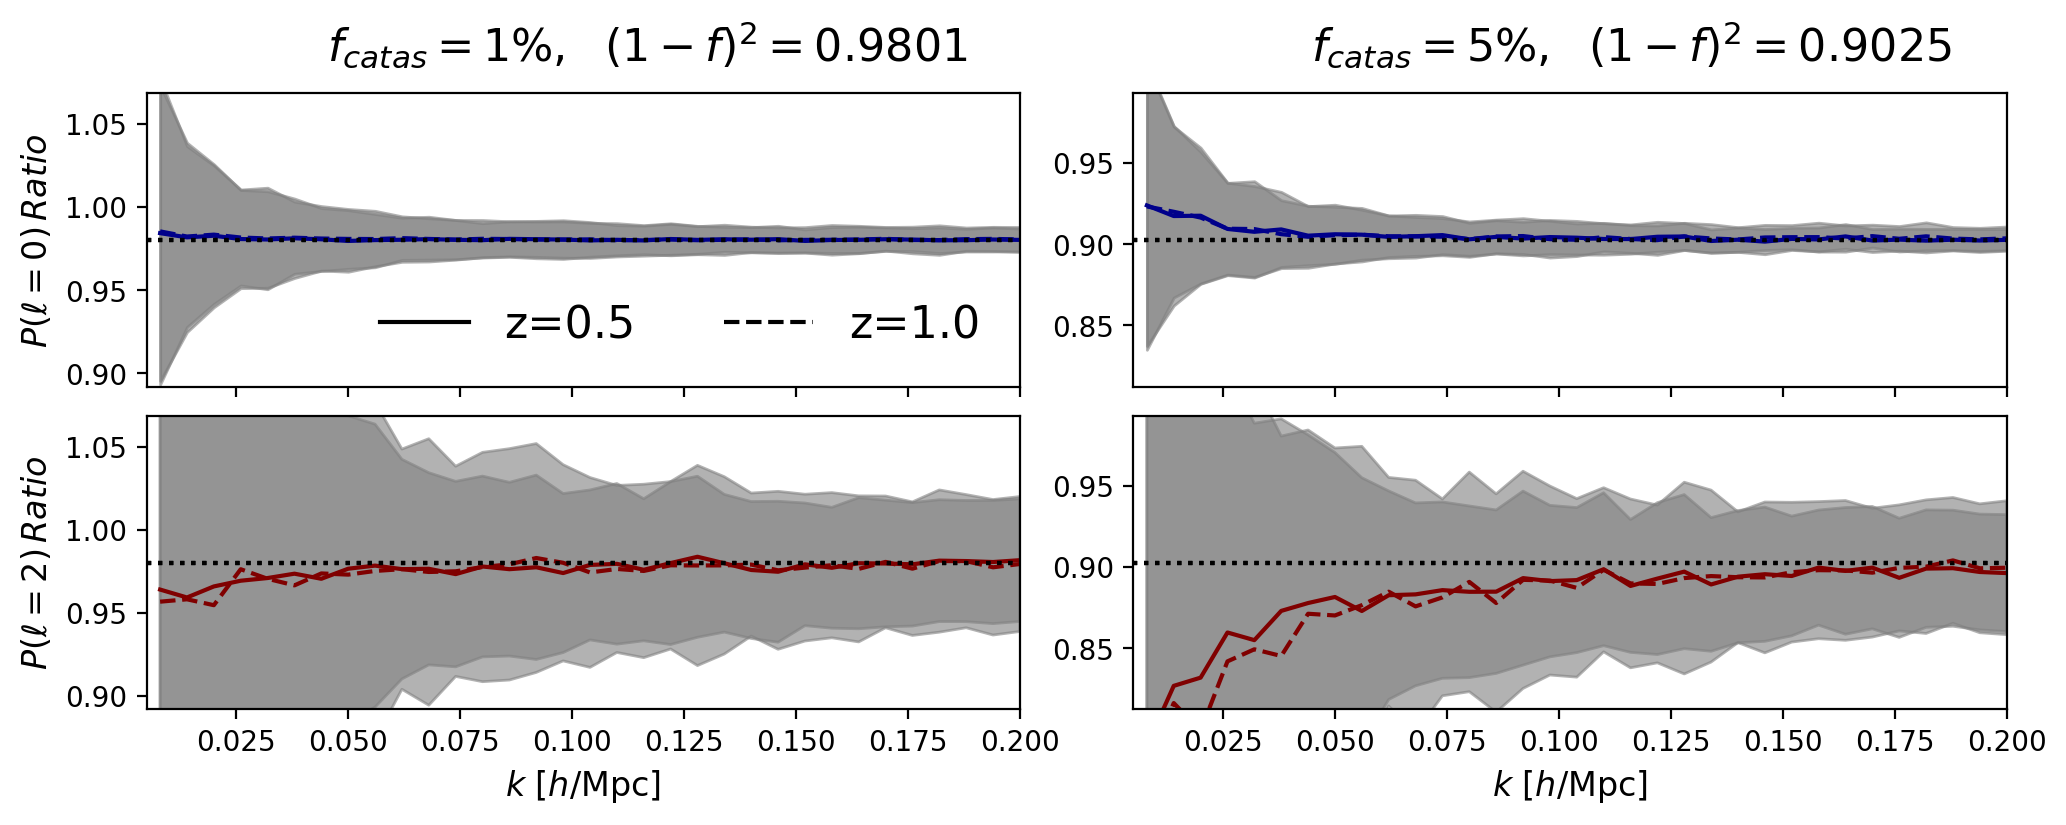 f_catas = 1%, (1 − f)² = 0.9801
f_catas = 5%, (1 − f)² = 0.9025
P(ℓ = 0) Ratio
1.05
1.00
0.95
0.90
z=0.5
z=1.0
0.95
0.90
0.85
P(ℓ = 2) Ratio
1.05
1.00
0.95
0.90
0.95
0.90
0.85
0.025 0.050 0.075 0.100 0.125 0.150 0.175 0.200
0.025 0.050 0.075 0.100 0.125 0.150 0.175 0.200
k [h/Mpc]
k [h/Mpc]